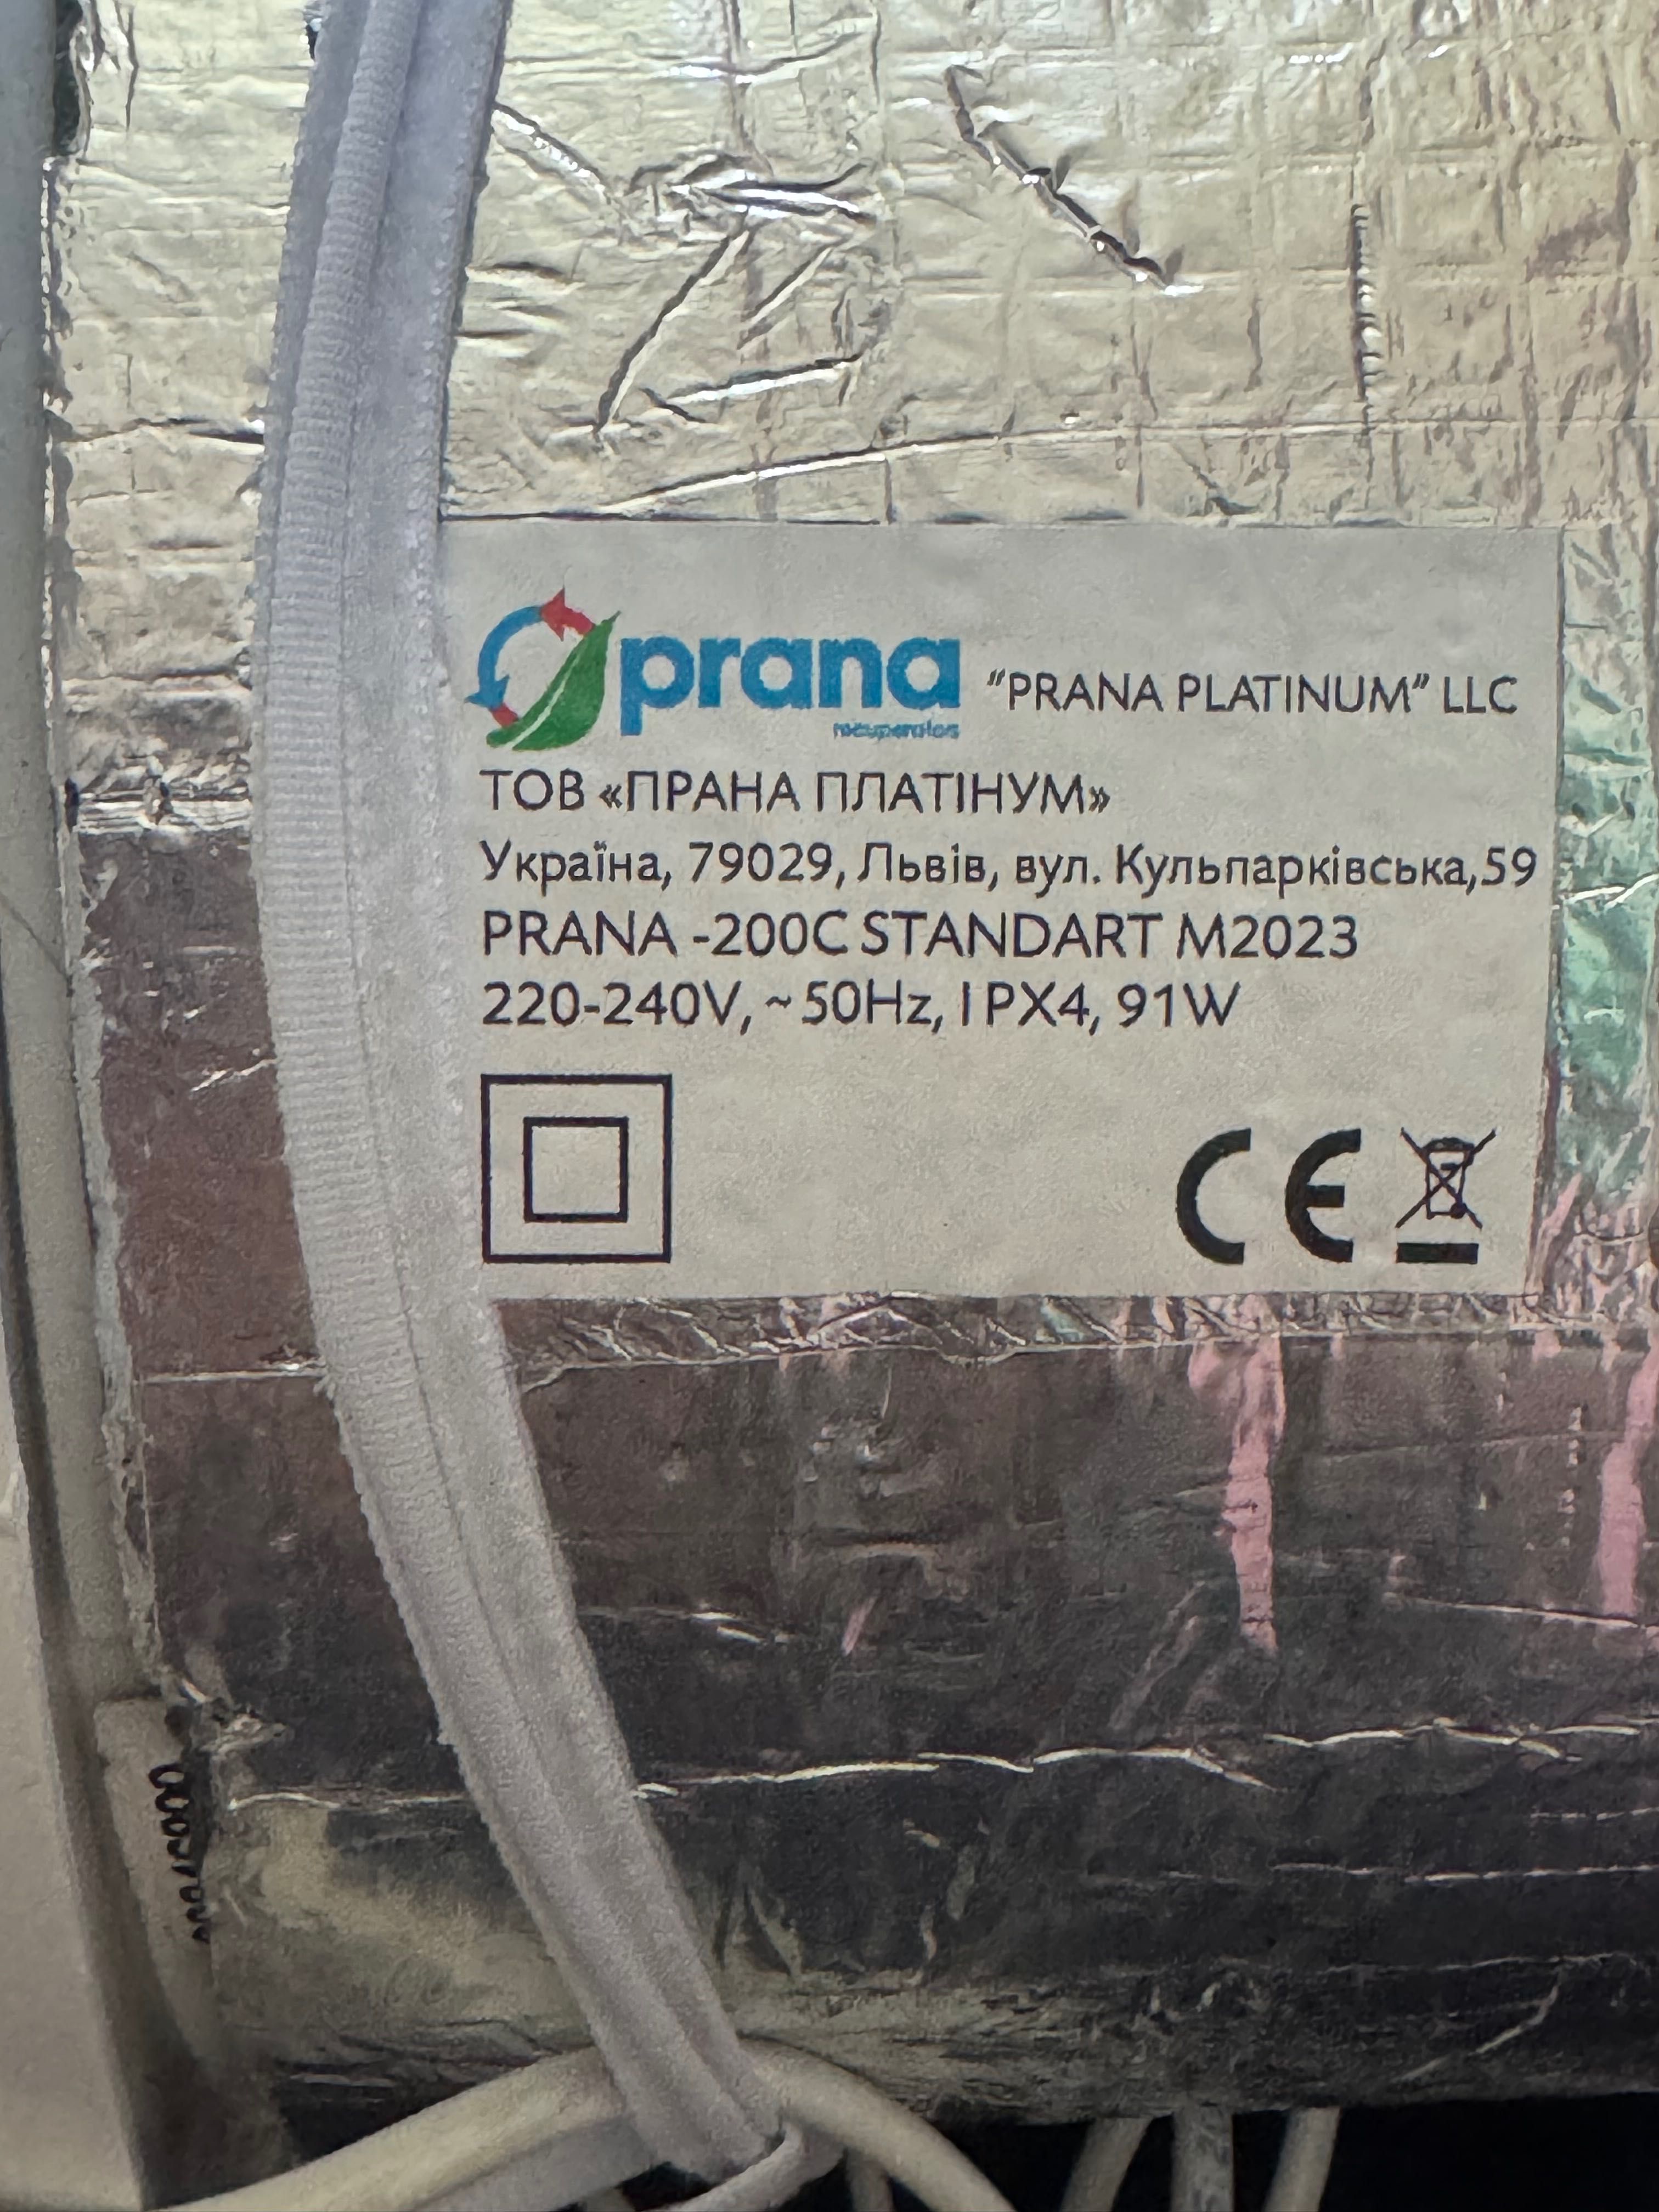 prana
recuperators
"PRANA PLATINUM" LLC
ТОВ «ПРАНА ПЛАТІНУМ»
Україна, 79029, Львів, вул. Кульпарківська,59
PRANA -200C STANDART M2023
220-240V, ~50Hz, IPX4, 91W
CE